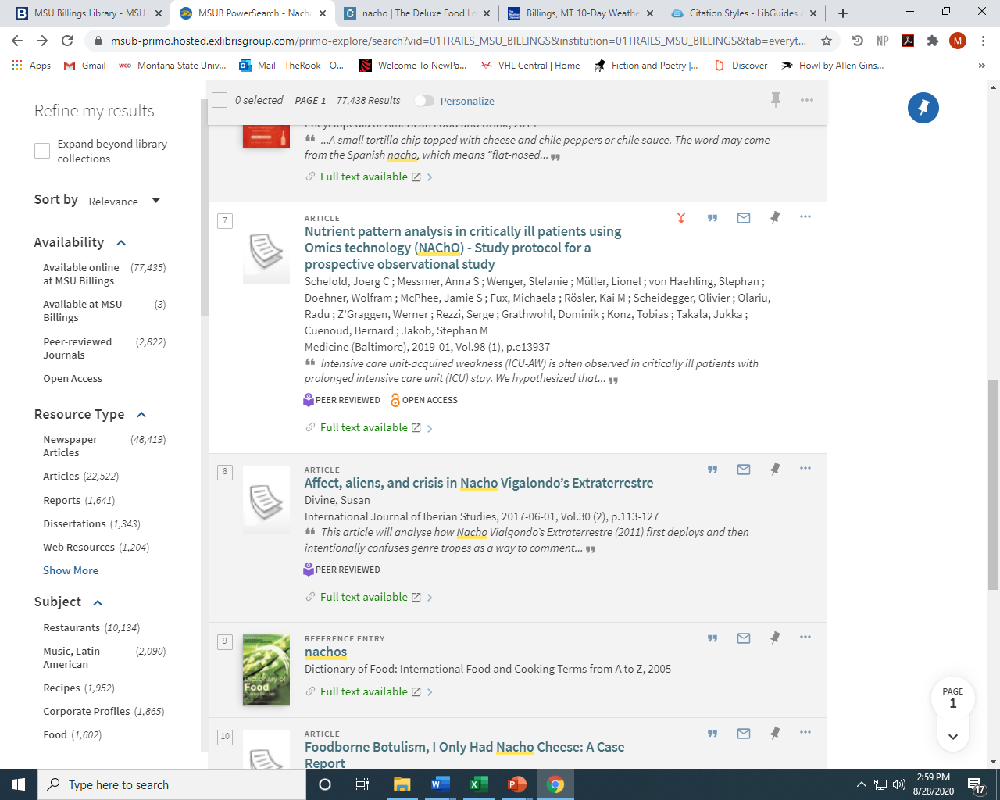 MSU Billings Library - MSU
MSUB PowerSearch - Nacho
nacho | The Deluxe Food Lo
Billings, MT 10-Day Weathe
Citation Styles - LibGuides
msub-primo.hosted.exlibrisgroup.com/primo-explore/search?vid=01TRAILS_MSU_BILLINGS&institution=01TRAILS_MSU_BILLINGS&tab=everyt...
NP
M
Apps
Gmail
Montana State Univ...
Mail - TheRook - O...
Welcome To NewPa...
VHL Central | Home
Fiction and Poetry |...
Discover
Howl by Allen Gins...
»
Refine my results
Expand beyond library
collections
Sort by Relevance
Availability
Available online (77,435)
at MSU Billings
Available at MSU (3)
Billings
Peer-reviewed (2,822)
Journals
Open Access
Resource Type
Newspaper (48,419)
Articles
Articles (22,522)
Reports (1,641)
Dissertations (1,343)
Web Resources (1,204)
Show More
Subject
Restaurants (10,134)
Music, Latin- (2,090)
American
Recipes (1,952)
Corporate Profiles (1,865)
Food (1,602)
0 selected PAGE 1 77,438 Results Personalize
Encyclopedia of American Food and Drink, 2014
...A small tortilla chip topped with cheese and chile peppers or chile sauce. The word may come
from the Spanish nacho, which means “flat-nosed...
Full text available
7
ARTICLE
Nutrient pattern analysis in critically ill patients using
Omics technology (NAChO) - Study protocol for a
prospective observational study
Schefold, Joerg C ; Messmer, Anna S ; Wenger, Stefanie ; Müller, Lionel ; von Haehling, Stephan ;
Doehner, Wolfram ; McPhee, Jamie S ; Fux, Michaela ; Rösler, Kai M ; Scheidegger, Olivier ; Olariu,
Radu ; Z'Graggen, Werner ; Rezzi, Serge ; Grathwohl, Dominik ; Konz, Tobias ; Takala, Jukka ;
Cuenoud, Bernard ; Jakob, Stephan M
Medicine (Baltimore), 2019-01, Vol.98 (1), p.e13937
Intensive care unit-acquired weakness (ICU-AW) is often observed in critically ill patients with
prolonged intensive care unit (ICU) stay. We hypothesized that...
PEER REVIEWED OPEN ACCESS
Full text available
8
ARTICLE
Affect, aliens, and crisis in Nacho Vigalondo’s Extraterrestre
Divine, Susan
International Journal of Iberian Studies, 2017-06-01, Vol.30 (2), p.113-127
This article will analyse how Nacho Vialgondo’s Extraterrestre (2011) first deploys and then
intentionally confuses genre tropes as a way to comment...
PEER REVIEWED
Full text available
9
REFERENCE ENTRY
nachos
Dictionary of Food: International Food and Cooking Terms from A to Z, 2005
Dictionary of
Food
Full text available
10
ARTICLE
Foodborne Botulism, I Only Had Nacho Cheese: A Case
Report
PAGE
1
Type here to search
2:59 PM
8/28/2020
17